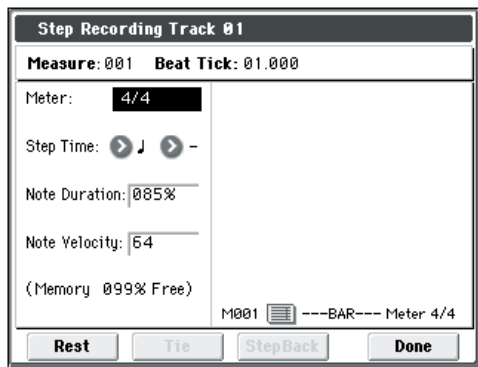 Step Recording Track 01
Measure: 001 Beat Tick: 01.000
Meter: 4/4
Step Time: ♩ -
Note Duration: 085%
Note Velocity: 64
(Memory 099% Free)
M001 ---BAR--- Meter 4/4
Rest Tie StepBack Done